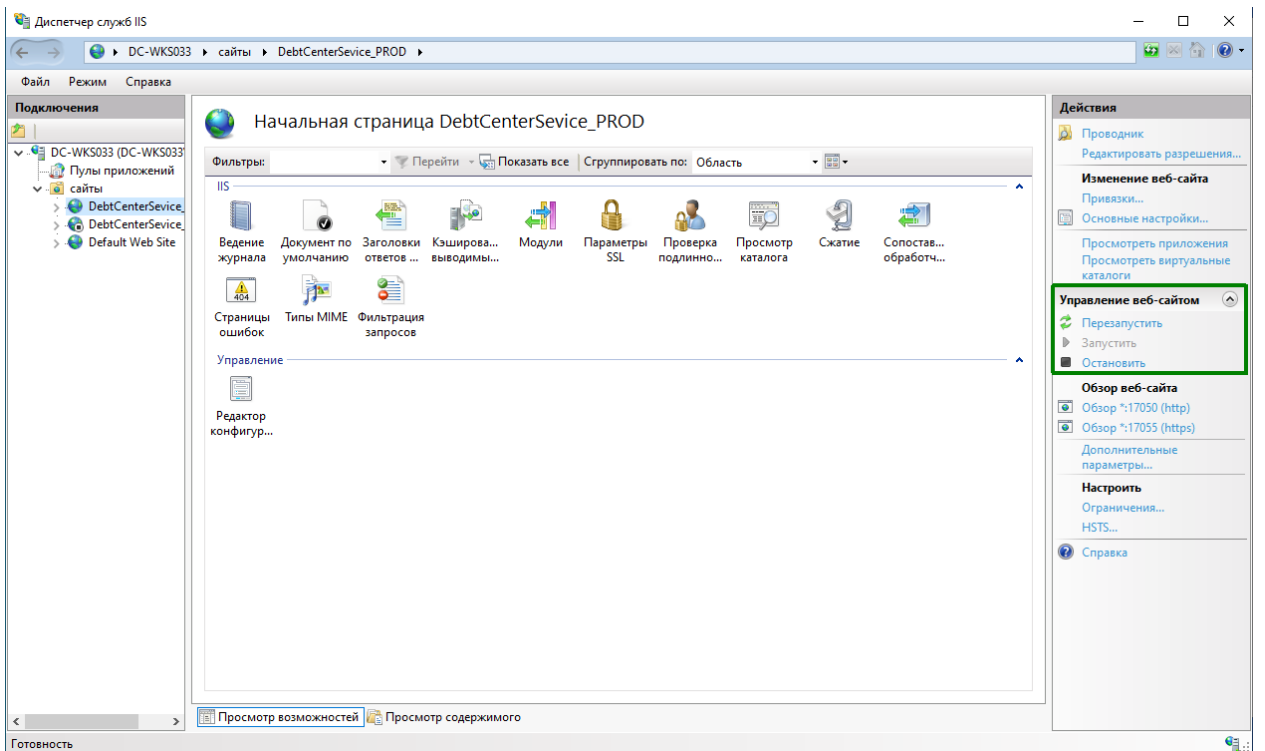 Диспетчер служб IIS
DC-WKS033 сайты DebtCenterSevice_PROD
Файл Режим Справка
Подключения
DC-WKS033 (DC-WKS033
Пулы приложений
сайты
DebtCenterSevice_
DebtCenterSevice_
Default Web Site
Начальная страница DebtCenterSevice_PROD
Фильтры: Перейти Показать все Сгруппировать по: Область
IIS
Ведение журнала
Документ по умолчанию
Заголовки ответов ...
Кэширова... выводимы...
Модули
Параметры SSL
Проверка подлинно...
Просмотр каталога
Сжатие
Сопостав... обработч...
404
Страницы ошибок
Типы MIME
Фильтрация запросов
Управление
Редактор конфигур...
Просмотр возможностей Просмотр содержимого
Действия
Проводник
Редактировать разрешения...
Изменение веб-сайта
Привязки...
Основные настройки...
Просмотреть приложения
Просмотреть виртуальные
каталоги
Управление веб-сайтом
Перезапустить
Запустить
Остановить
Обзор веб-сайта
Обзор *:17050 (http)
Обзор *:17055 (https)
Дополнительные
параметры...
Настроить
Ограничения...
HSTS...
Справка
Готовность